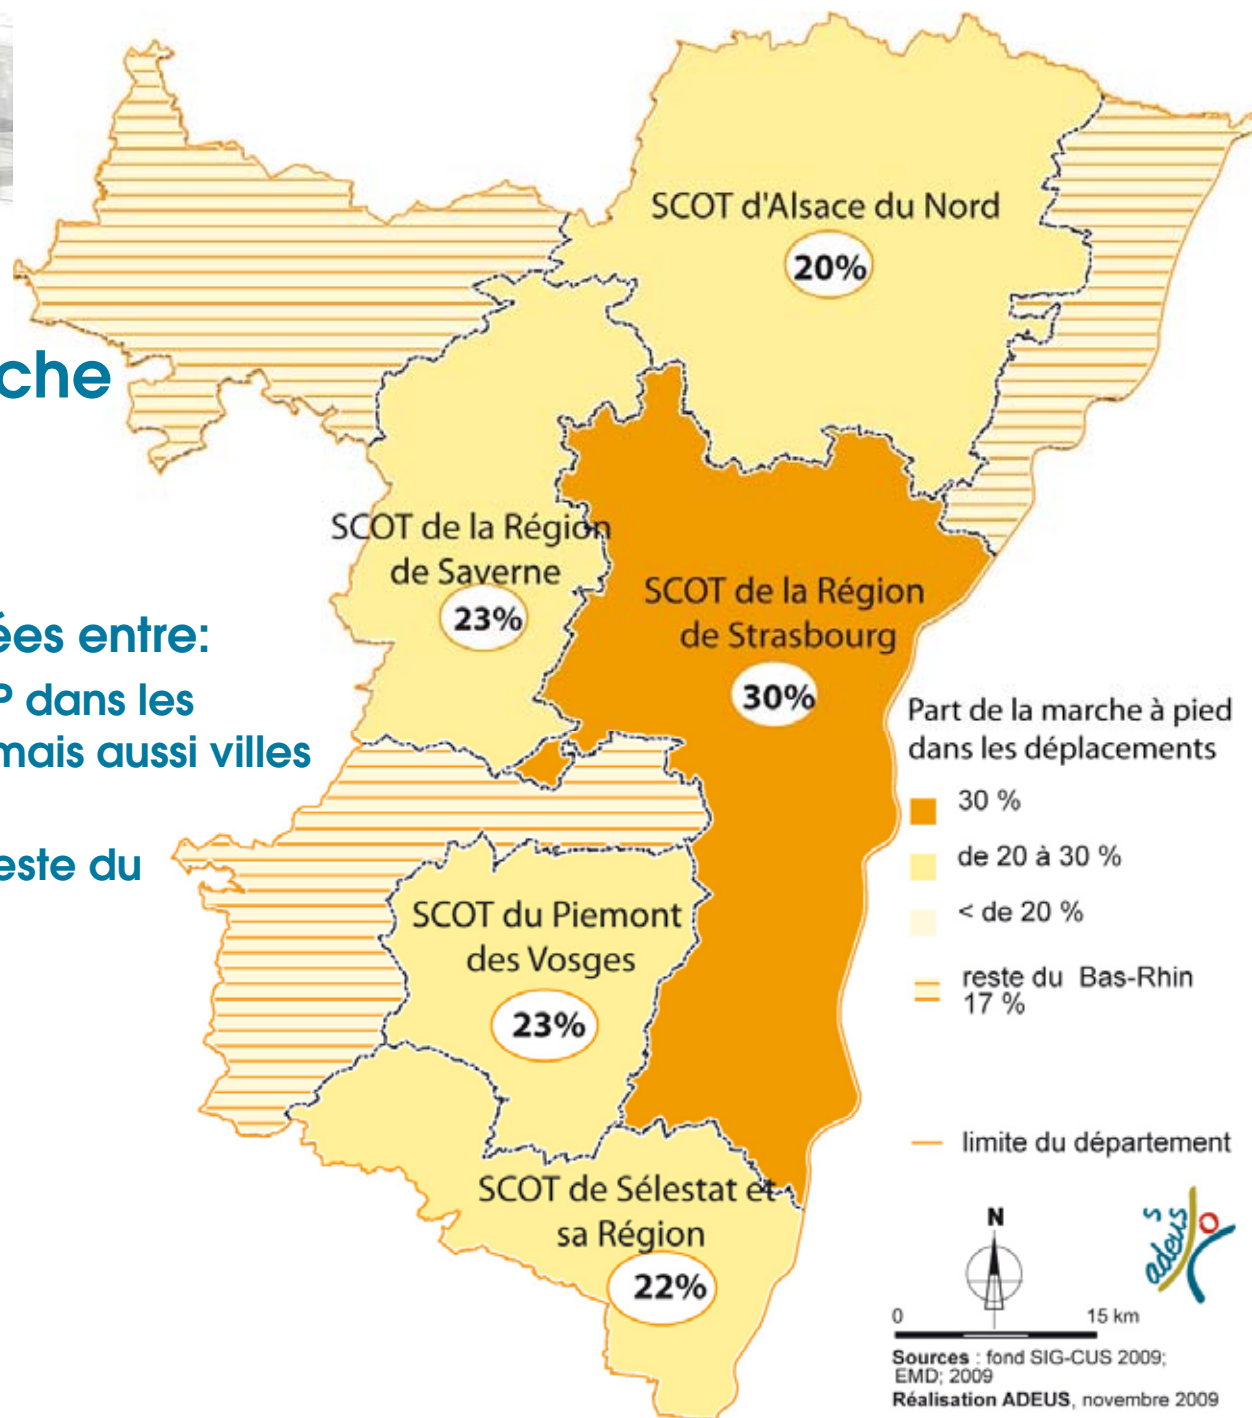 che
ées entre:
P dans les
mais aussi villes
este du
SCOT d'Alsace du Nord
20%
SCOT de la Région
de Saverne
23%
SCOT de la Région
de Strasbourg
30%
SCOT du Piemont
des Vosges
23%
SCOT de Sélestat et
sa Région
22%
Part de la marche à pied
dans les déplacements
30 %
de 20 à 30 %
< de 20 %
reste du Bas-Rhin
17 %
limite du département
N
adeus
0 15 km
Sources : fond SIG-CUS 2009;
EMD; 2009
Réalisation ADEUS, novembre 2009